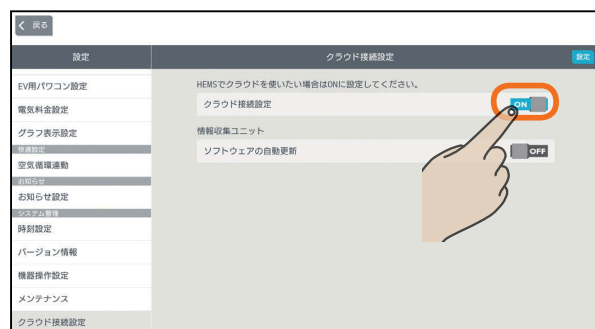 戻る
設定
クラウド接続設定
設定
EV用パワコン設定
電気料金設定
グラフ表示設定
快適設定
空気循環連動
お知らせ
お知らせ設定
システム管理
時刻設定
バージョン情報
機器操作設定
メンテナンス
クラウド接続設定
HEMSでクラウドを使いたい場合はONに設定してください。
クラウド接続設定
ON
情報収集ユニット
ソフトウェアの自動更新
OFF